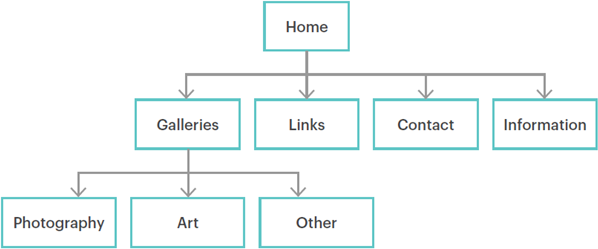 Home
Galleries
Links
Contact
Information
Photography
Art
Other